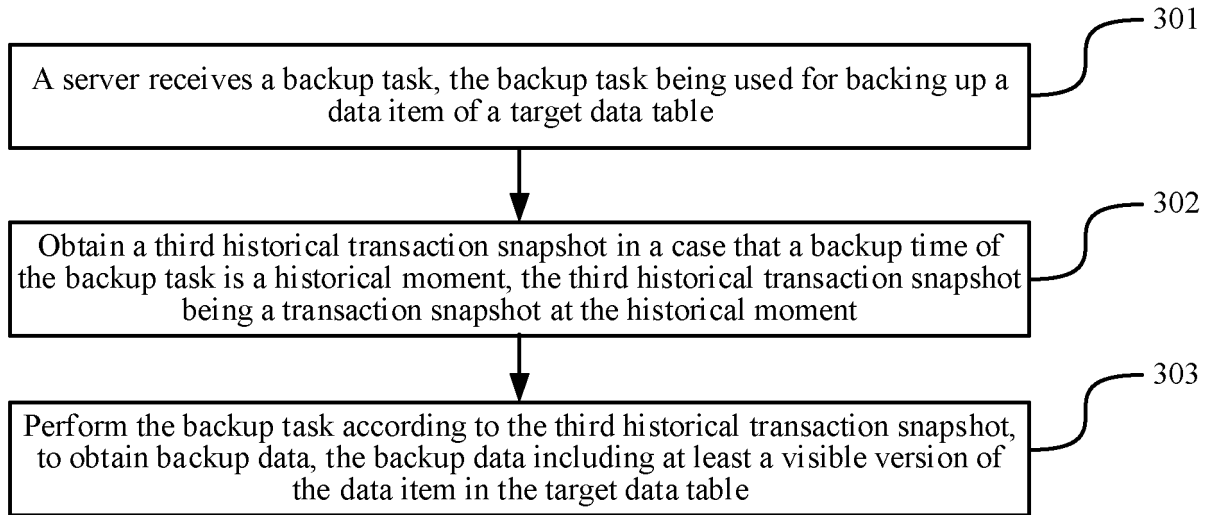 301
A server receives a backup task, the backup task being used for backing up a
data item of a target data table
302
Obtain a third historical transaction snapshot in a case that a backup time of
the backup task is a historical moment, the third historical transaction snapshot
being a transaction snapshot at the historical moment
303
Perform the backup task according to the third historical transaction snapshot,
to obtain backup data, the backup data including at least a visible version of
the data item in the target data table